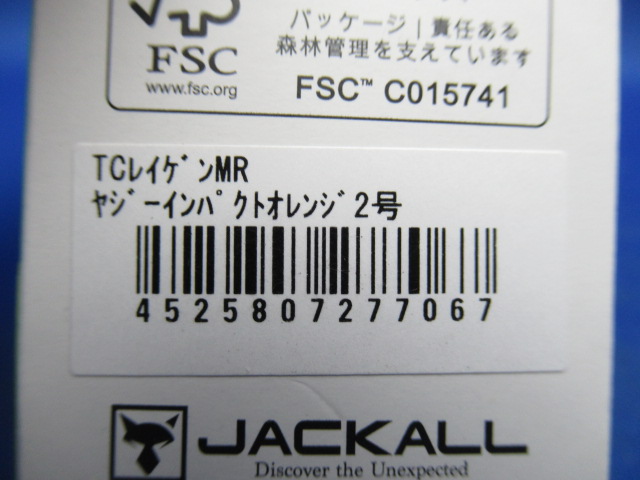 FSC
www.fsc.org
パッケージ | 責任ある
森林管理を支えています
FSC™ C015741
TCﾚｲｹﾞﾝMR
ﾔｼﾞｰｲﾝﾊﾟｸﾄｵﾚﾝｼﾞ2号
4525807277067
JACKALL
Discover the Unexpected